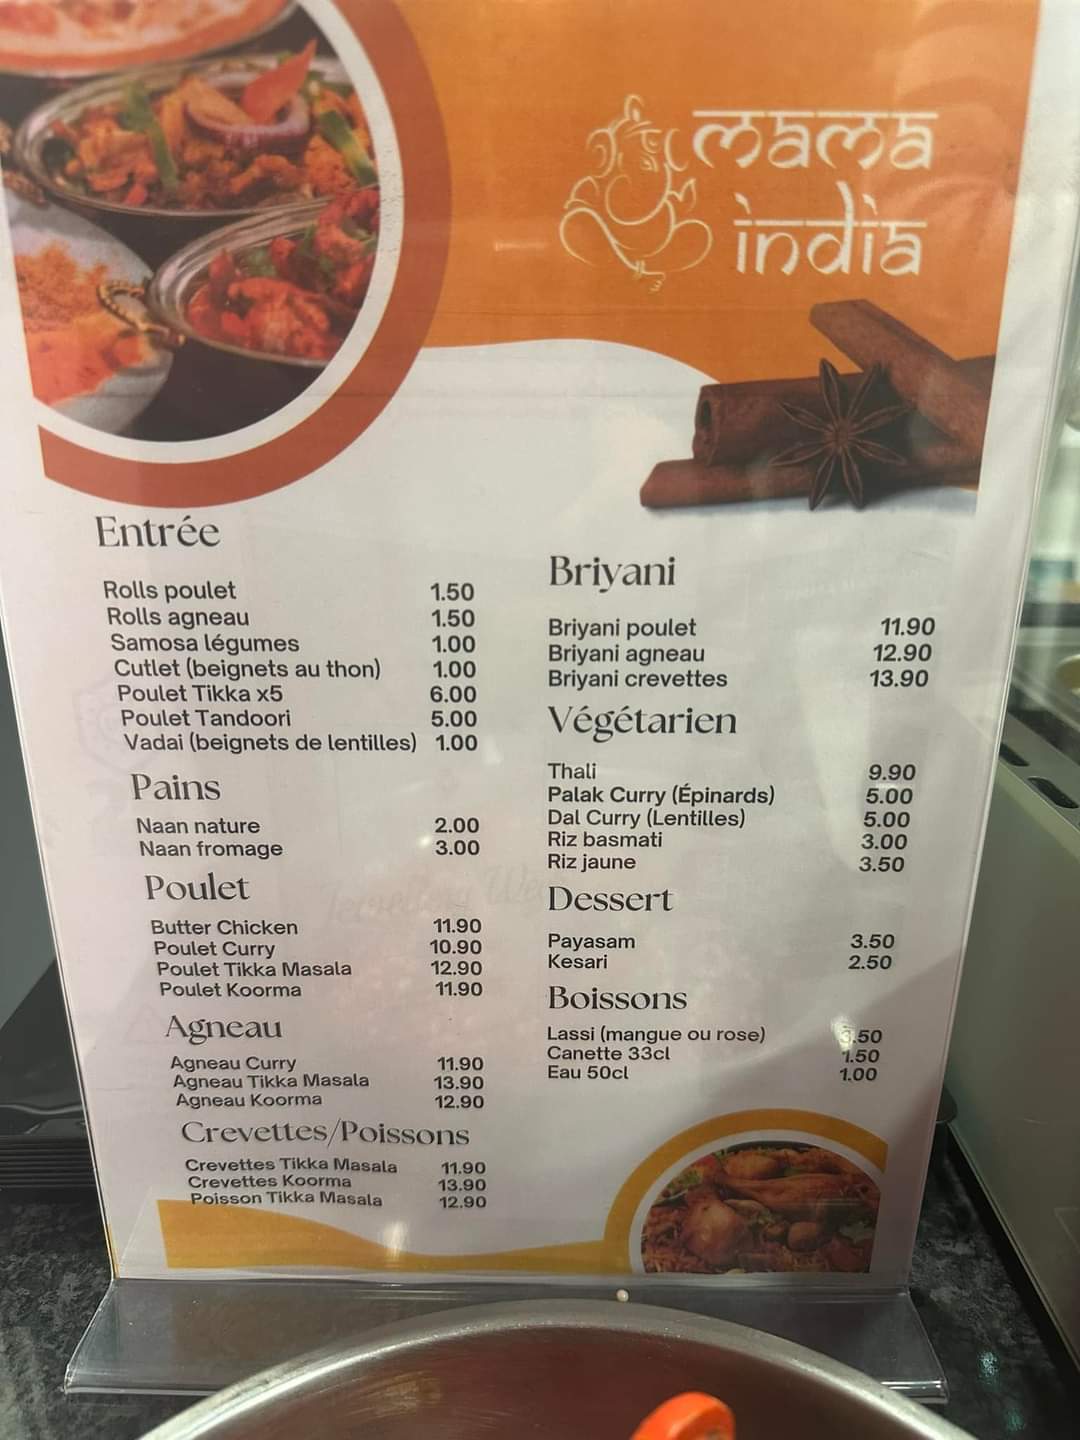 mama
india
Entrée
Rolls poulet 1.50
Rolls agneau 1.50
Samosa légumes 1.00
Cutlet (beignets au thon) 1.00
Poulet Tikka x5 6.00
Poulet Tandoori 5.00
Vadai (beignets de lentilles) 1.00
Pains
Naan nature 2.00
Naan fromage 3.00
Poulet
Butter Chicken 11.90
Poulet Curry 10.90
Poulet Tikka Masala 12.90
Poulet Koorma 11.90
Agneau
Agneau Curry 11.90
Agneau Tikka Masala 13.90
Agneau Koorma 12.90
Crevettes/Poissons
Crevettes Tikka Masala 11.90
Crevettes Koorma 13.90
Poisson Tikka Masala 12.90
Briyani
Briyani poulet 11.90
Briyani agneau 12.90
Briyani crevettes 13.90
Végétarien
Thali 9.90
Palak Curry (Épinards) 5.00
Dal Curry (Lentilles) 5.00
Riz basmati 3.00
Riz jaune 3.50
Dessert
Payasam 3.50
Kesari 2.50
Boissons
Lassi (mangue ou rose) 3.50
Canette 33cl 1.50
Eau 50cl 1.00